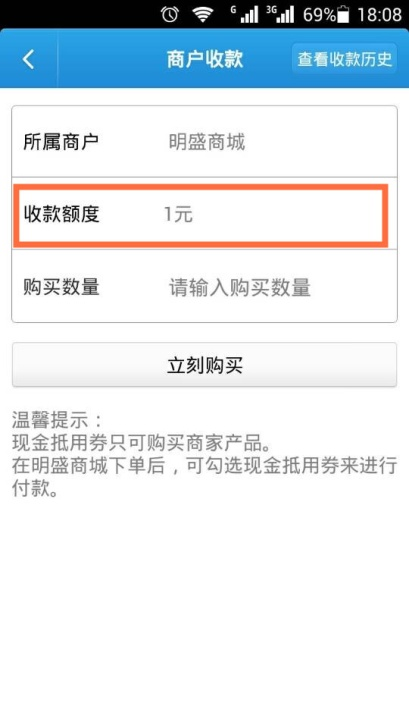 G 3G 69% 18:08
商户收款 查看收款历史
所属商户 明盛商城
收款额度 1元
购买数量 请输入购买数量
立刻购买
温馨提示：
现金抵用券只可购买商家产品。
在明盛商城下单后，可勾选现金抵用券来进行
付款。